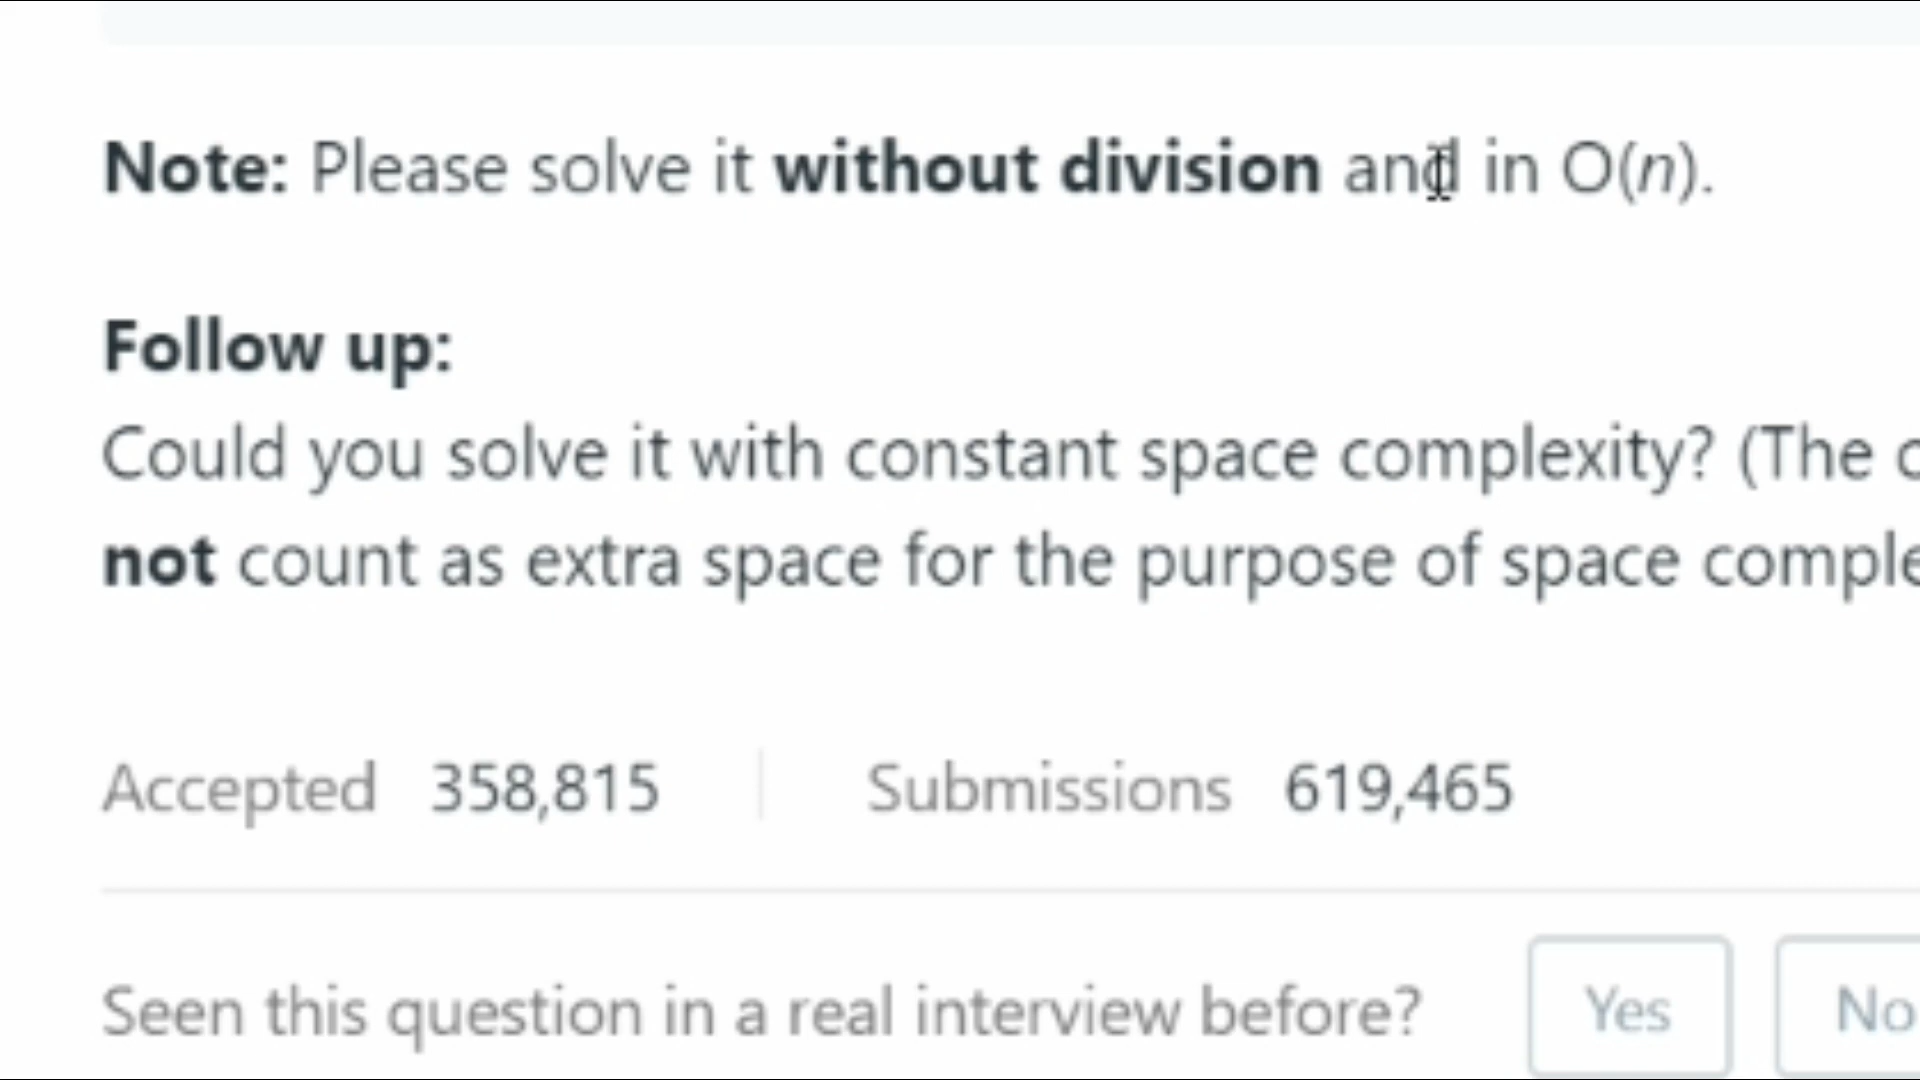 Note: Please solve it without division and in O(n).
Follow up:
Could you solve it with constant space complexity? (The
not count as extra space for the purpose of space
Accepted 358,815 Submissions 619,465
Seen this question in a real interview before? Yes No